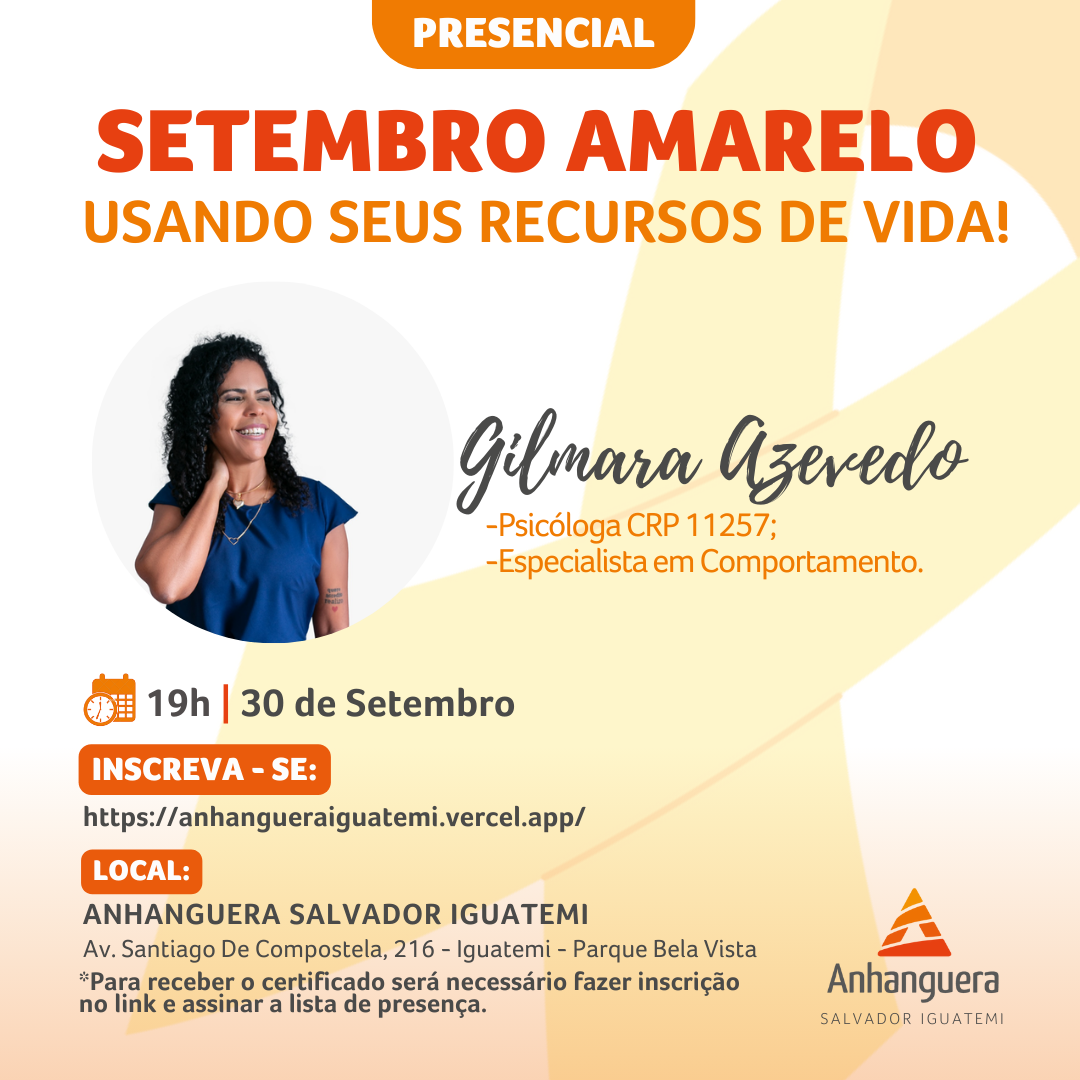 PRESENCIAL
SETEMBRO AMARELO
USANDO SEUS RECURSOS DE VIDA!
Gilmara Azevedo
-Psicóloga CRP 11257;
-Especialista em Comportamento.
19h | 30 de Setembro
INSCREVA - SE:
https://anhangueraiguatemi.vercel.app/
LOCAL:
ANHANGUERA SALVADOR IGUATEMI
Av. Santiago De Compostela, 216 - Iguatemi - Parque Bela Vista
*Para receber o certificado será necessário fazer inscrição
no link e assinar a lista de presença.
Anhanguera
SALVADOR IGUATEMI